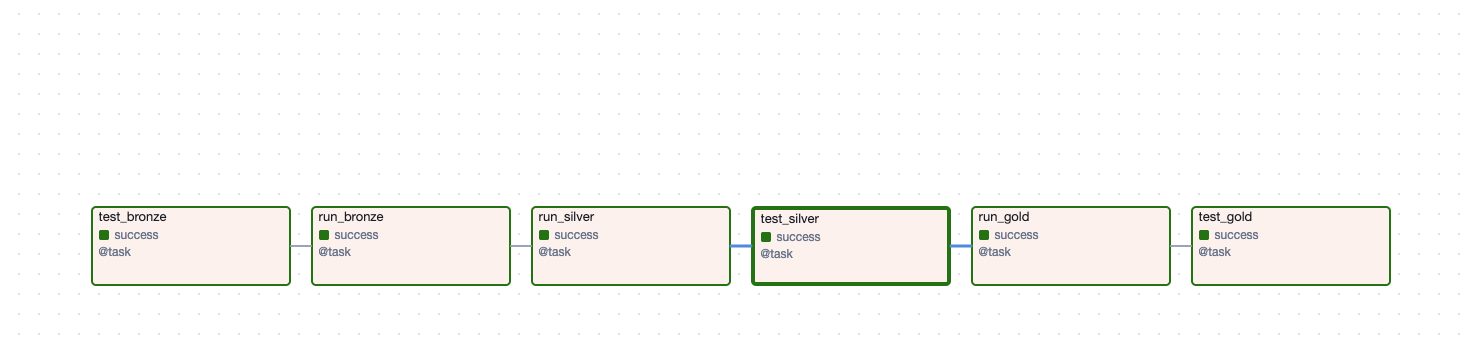 test_bronze
success
@task
run_bronze
success
@task
run_silver
success
@task
test_silver
success
@task
run_gold
success
@task
test_gold
success
@task